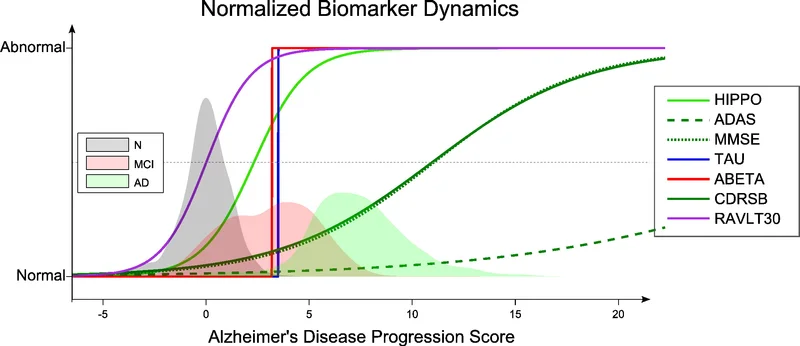 Normalized Biomarker Dynamics
Abnormal
Normal
N
MCI
AD
HIPPO
ADAS
MMSE
TAU
ABETA
CDRSB
RAVLT30
-5
0
5
10
15
20
Alzheimer's Disease Progression Score